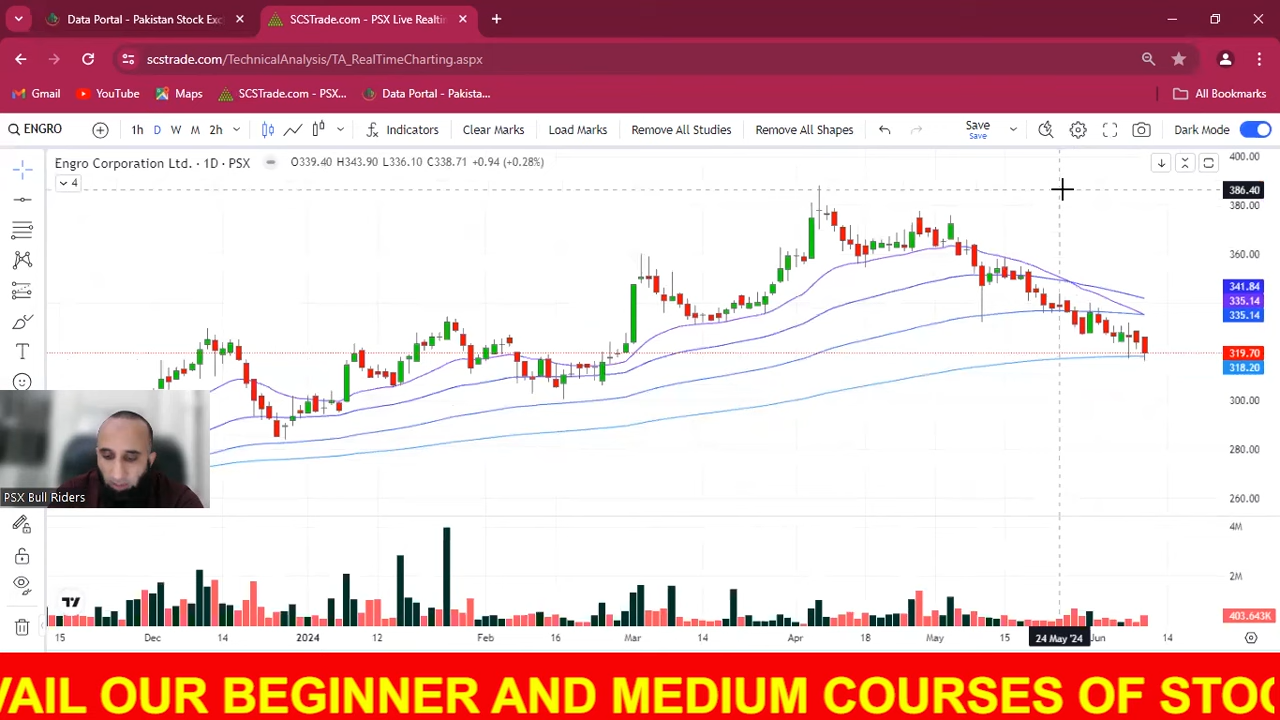 Data Portal - Pakistan Stock Exc
SCSTrade.com - PSX Live Realti
scstrade.com/TechnicalAnalysis/TA_RealTimeCharting.aspx
Gmail
YouTube
Maps
SCSTrade.com - PSX...
Data Portal - Pakista...
All Bookmarks
ENGRO
1h
D
W
M
2h
Indicators
Clear Marks
Load Marks
Remove All Studies
Remove All Shapes
Save
Save
Dark Mode
Engro Corporation Ltd. · 1D · PSX
O339.40 H343.90 L336.10 C338.71 +0.94 (+0.28%)
4
400.00
386.40
380.00
360.00
341.84
335.14
335.14
319.70
318.20
300.00
280.00
260.00
4M
2M
403.643K
PSX Bull Riders
T
15
Dec
14
2024
12
Feb
16
Mar
14
Apr
18
May
15
24 May '24
Jun
14
VAIL OUR BEGINNER AND MEDIUM COURSES OF STOC